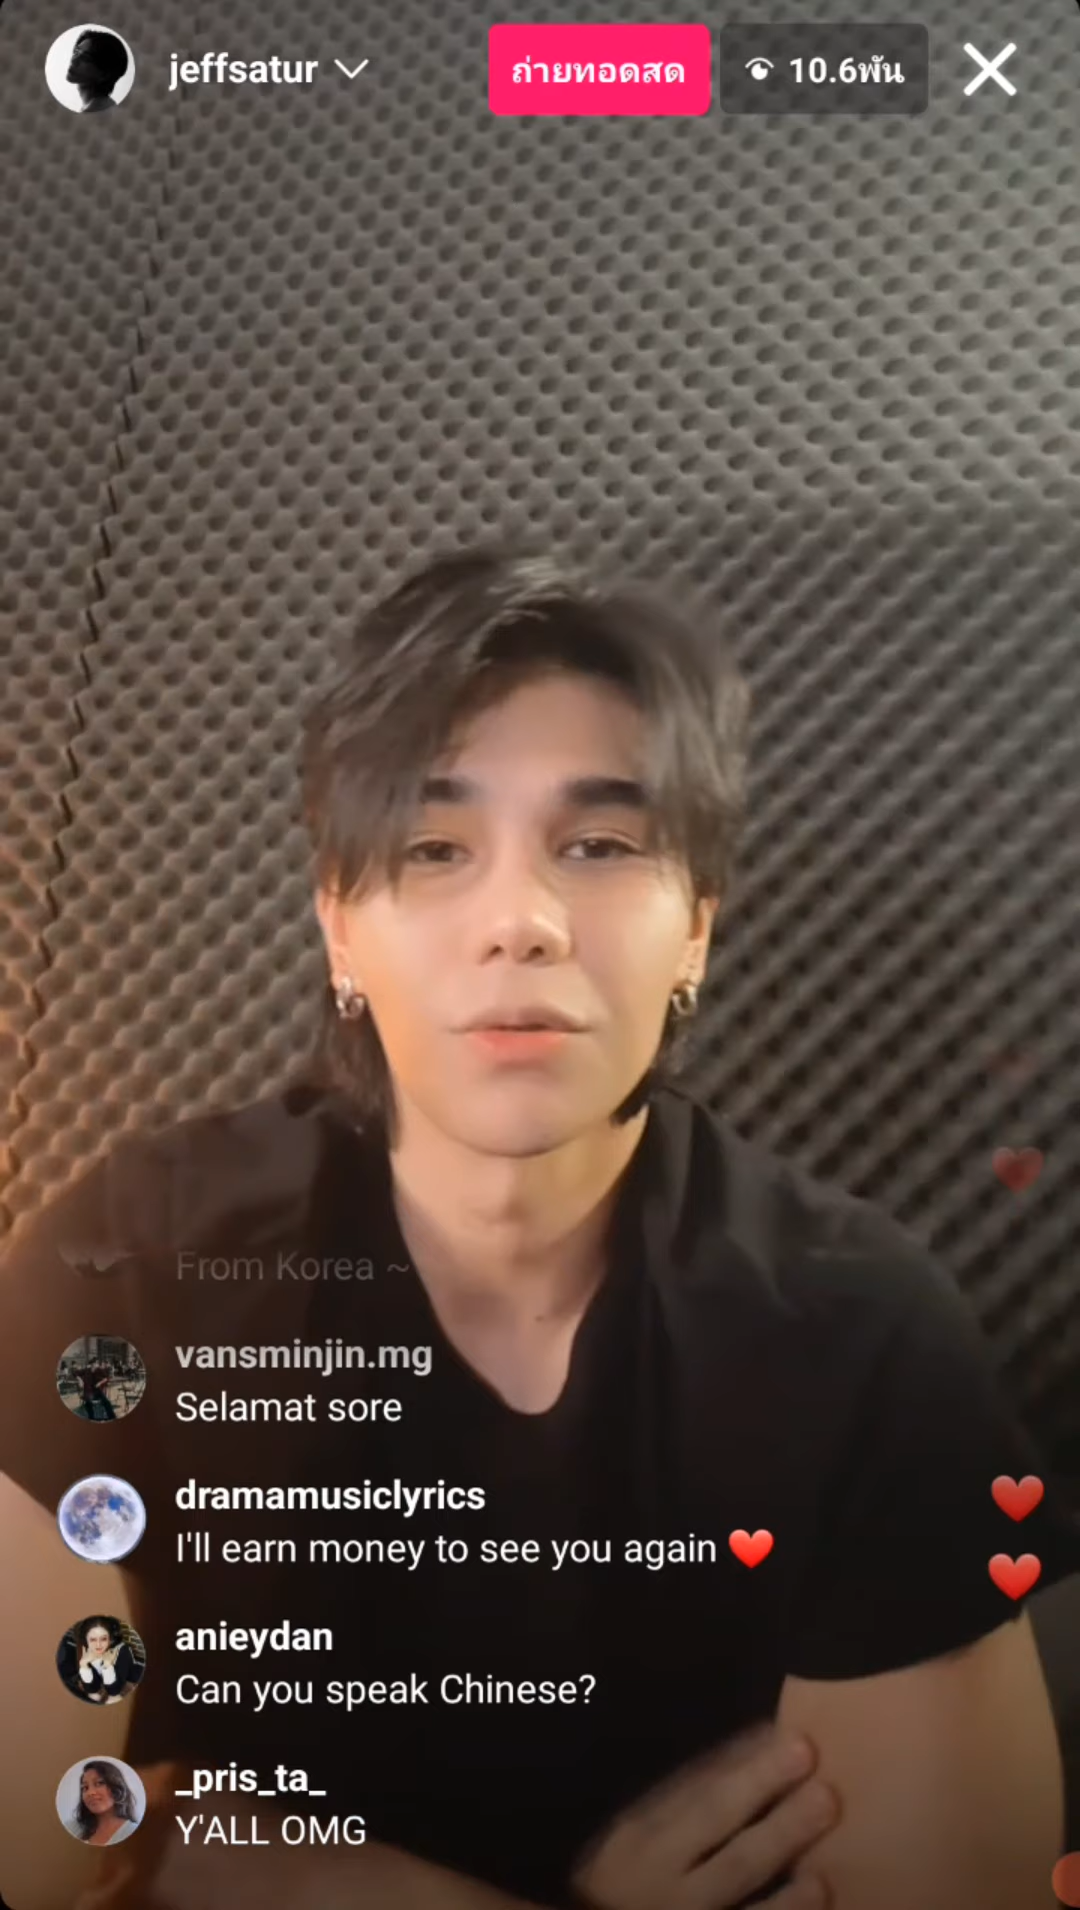 jeffsatur
ถ่ายทอดสด
10.6พัน
From Korea ~
vansminjin.mg
Selamat sore
dramamusiclyrics
I'll earn money to see you again ❤️
anieydan
Can you speak Chinese?
_pris_ta_
Y'ALL OMG